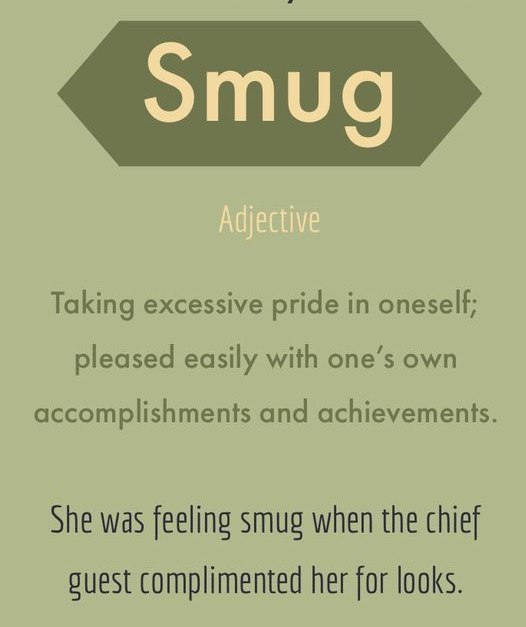 Smug
Adjective
Taking excessive pride in oneself;
pleased easily with one's own
accomplishments and achievements.
She was feeling smug when the chief
guest complimented her for looks.